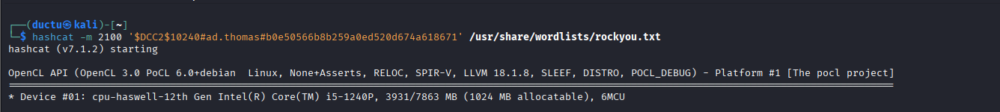 ┌──(ductu㉿kali)-[~]
└─$ hashcat -m 2100 '$DCC2$10240#ad.thomas#b0e50566b8b259a0ed520d674a618671' /usr/share/wordlists/rockyou.txt
hashcat (v7.1.2) starting
OpenCL API (OpenCL 3.0 PoCL 6.0+debian  Linux, None+Asserts, RELOC, SPIR-V, LLVM 18.1.8, SLEEF, DISTRO, POCL_DEBUG) - Platform #1 [The pocl project]
* Device #01: cpu-haswell-12th Gen Intel(R) Core(TM) i5-1240P, 3931/7863 MB (1024 MB allocatable), 6MCU